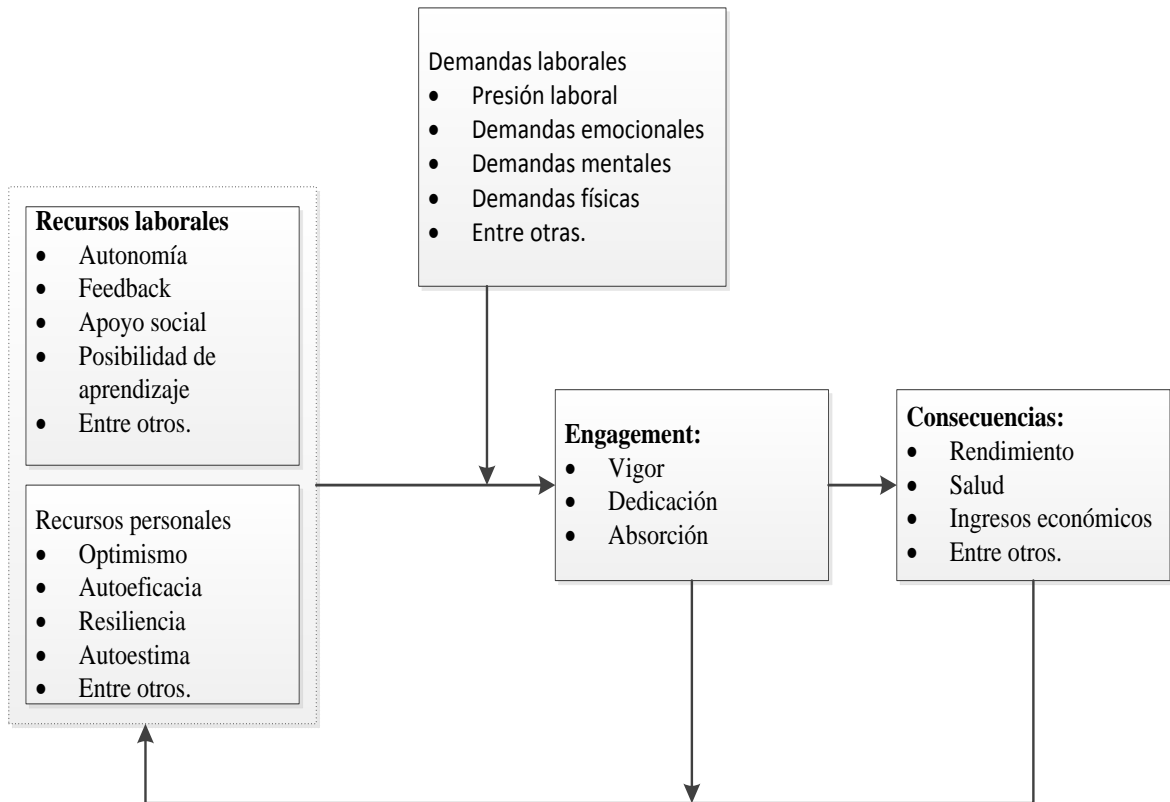 Demandas laborales
• Presión laboral
• Demandas emocionales
• Demandas mentales
• Demandas físicas
• Entre otras.
Recursos laborales
• Autonomía
• Feedback
• Apoyo social
• Posibilidad de
aprendizaje
• Entre otros.
Recursos personales
• Optimismo
• Autoeficacia
• Resiliencia
• Autoestima
• Entre otros.
Engagement:
• Vigor
• Dedicación
• Absorción
Consecuencias:
• Rendimiento
• Salud
• Ingresos económicos
• Entre otros.